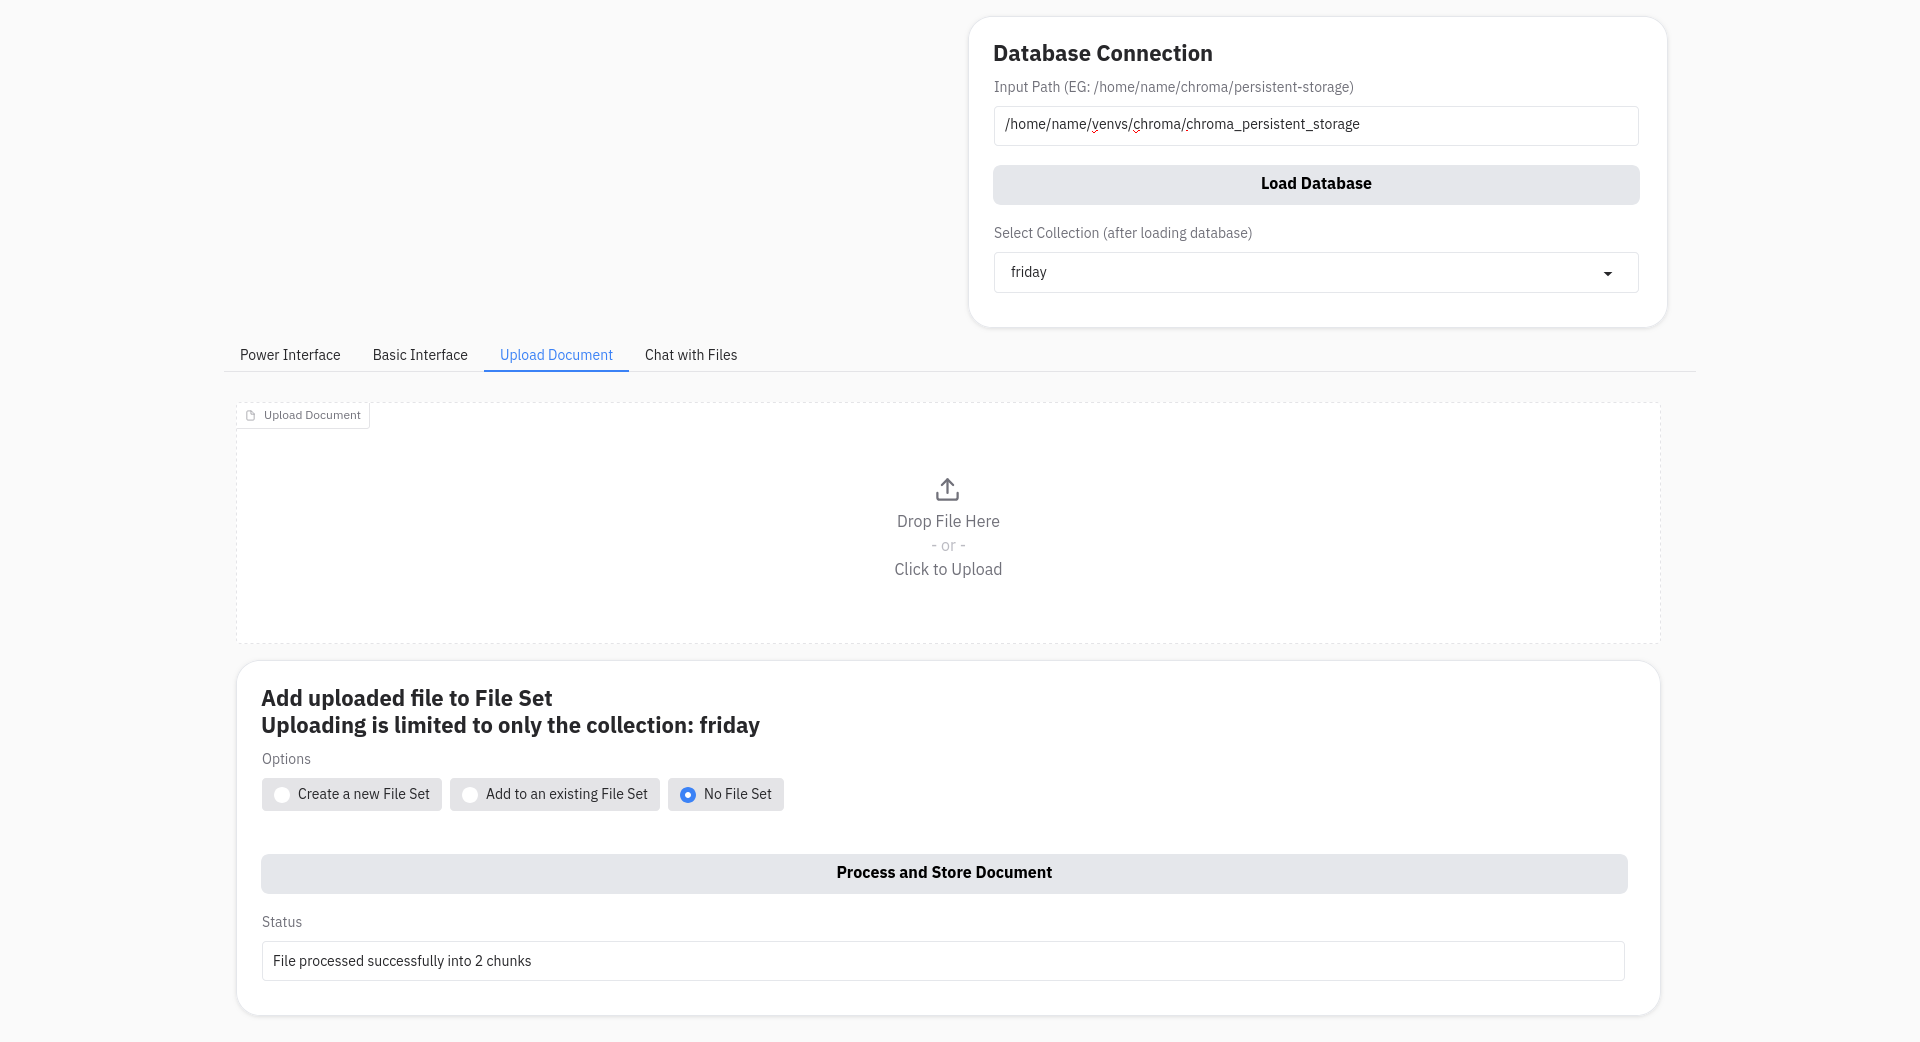 Database Connection
Input Path (EG: /home/name/chroma/persistent-storage)
/home/name/venvs/chroma/chroma_persistent_storage
Load Database
Select Collection (after loading database)
friday
Power Interface
Basic Interface
Upload Document
Chat with Files
Upload Document
Drop File Here
- or -
Click to Upload
Add uploaded file to File Set
Uploading is limited to only the collection: friday
Options
Create a new File Set
Add to an existing File Set
No File Set
Process and Store Document
Status
File processed successfully into 2 chunks